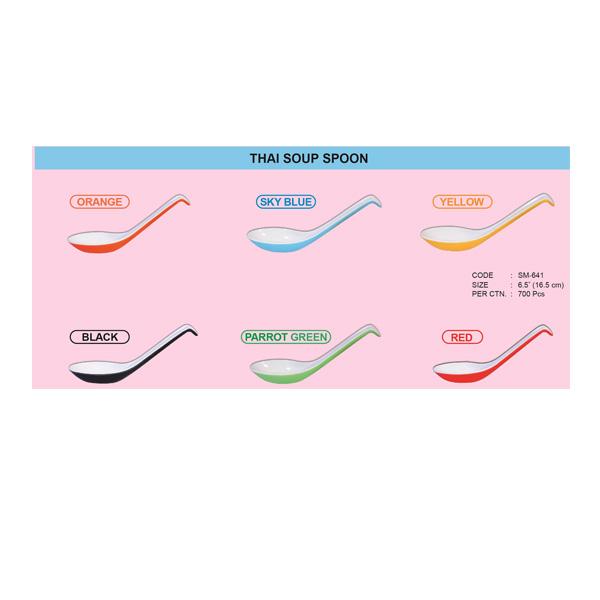 THAI SOUP SPOON
ORANGE
SKY BLUE
YELLOW
CODE : SM-641
SIZE : 6.5" (16.5 cm)
PER CTN. : 700 Pcs
BLACK
PARROT GREEN
RED